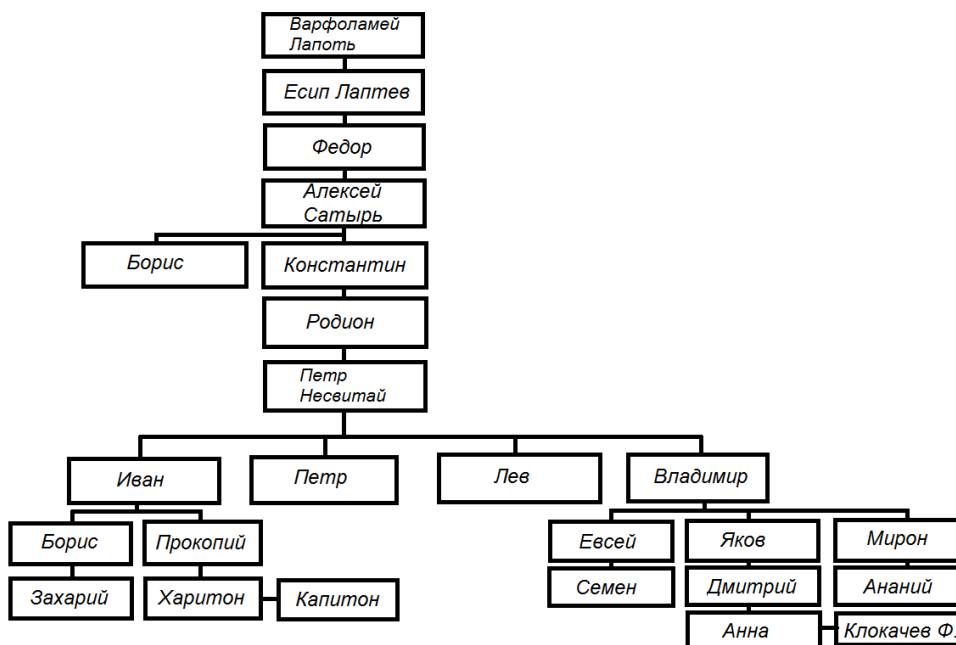 Варфоламей
Лапоть
Есип Лаптев
Федор
Алексей
Сатырь
Борис
Константин
Родион
Петр
Несвитай
Иван
Петр
Лев
Владимир
Борис
Прокопий
Евсей
Яков
Мирон
Захарий
Харитон
Капитон
Семен
Дмитрий
Ананий
Анна
Клокачев Ф.